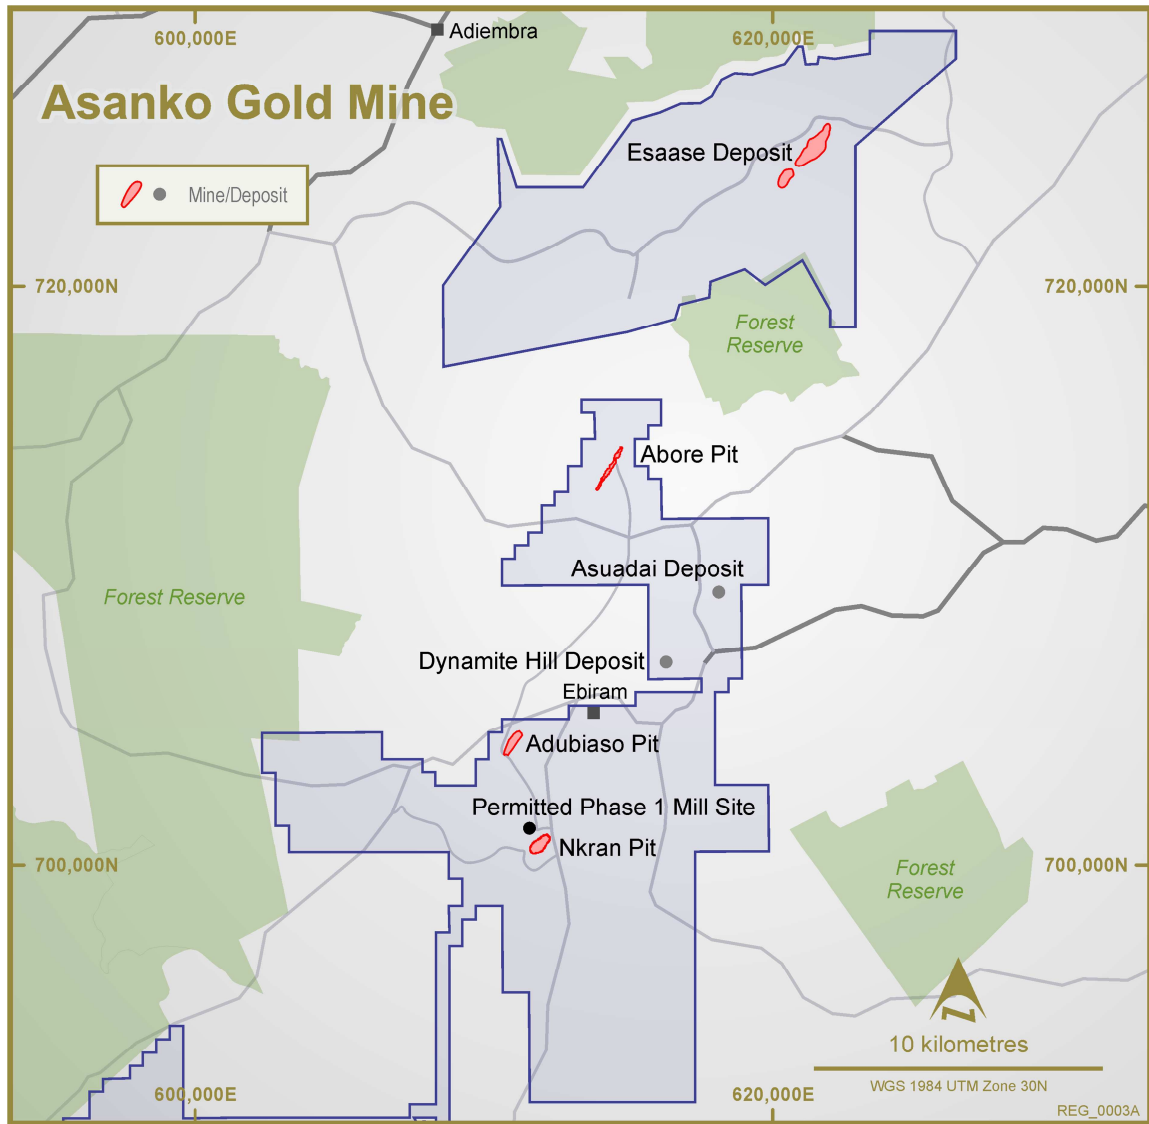 Adiembra
600,000E
620,000E
Asanko Gold Mine
Esaase Deposit
Mine/Deposit
720,000N
720,000N
Forest
Reserve
Abore Pit
Asuadai Deposit
Forest Reserve
Dynamite Hill Deposit
Ebiram
Adubiaso Pit
Permitted Phase 1 Mill Site
Nkran Pit
700,000N
700,000N
Forest
Reserve
N
10 kilometres
WGS 1984 UTM Zone 30N
600,000E
620,000E
REG_0003A